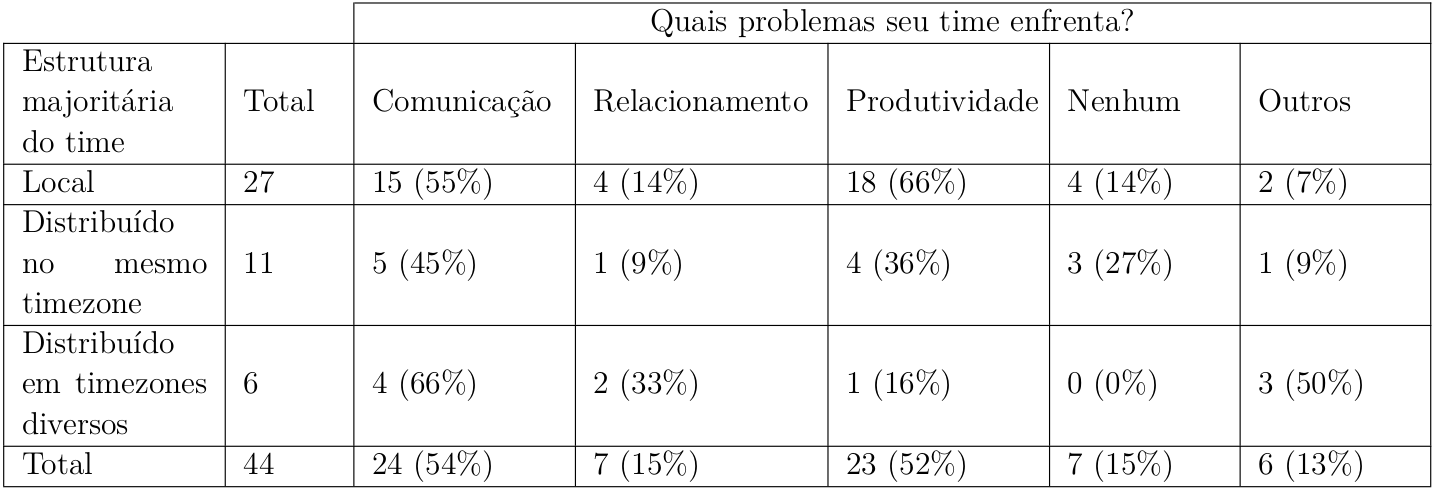 Quais problemas seu time enfrenta?
Estrutura
majoritária
do time
Total
Comunicação
Relacionamento
Produtividade
Nenhum
Outros
Local
27
15 (55%)
4 (14%)
18 (66%)
4 (14%)
2 (7%)
Distribuído
no mesmo
timezone
11
5 (45%)
1 (9%)
4 (36%)
3 (27%)
1 (9%)
Distribuído
em timezones
diversos
6
4 (66%)
2 (33%)
1 (16%)
0 (0%)
3 (50%)
Total
44
24 (54%)
7 (15%)
23 (52%)
7 (15%)
6 (13%)